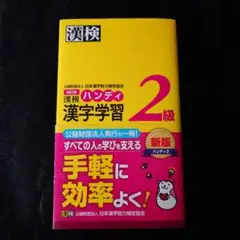 漢検
公益財団法人 日本漢字能力検定協会
漢検
ハンディ
漢字学習
2級
公益財団法人発行の一冊!
すべての人の学びを支える
手軽に
効率よく!
新版
ハンディ
公益財団法人 日本漢字能力検定協会